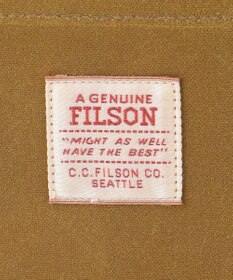 A GENUINE
FILSON
"MIGHT AS WELL
HAVE THE BEST"
C.C. FILSON CO.
SEATTLE